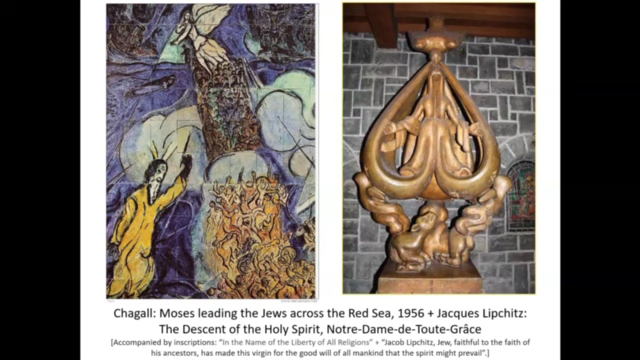 Chagall: Moses leading the Jews across the Red Sea, 1956 + Jacques Lipchitz:
The Descent of the Holy Spirit, Notre-Dame-de-Toute-Grâce
[Accompanied by inscriptions: "In the Name of the Liberty of All Religions" + "Jacob Lipchitz, Jew, faithful to the faith of
his ancestors, has made this virgin for the good will of all mankind that the spirit might prevail".]